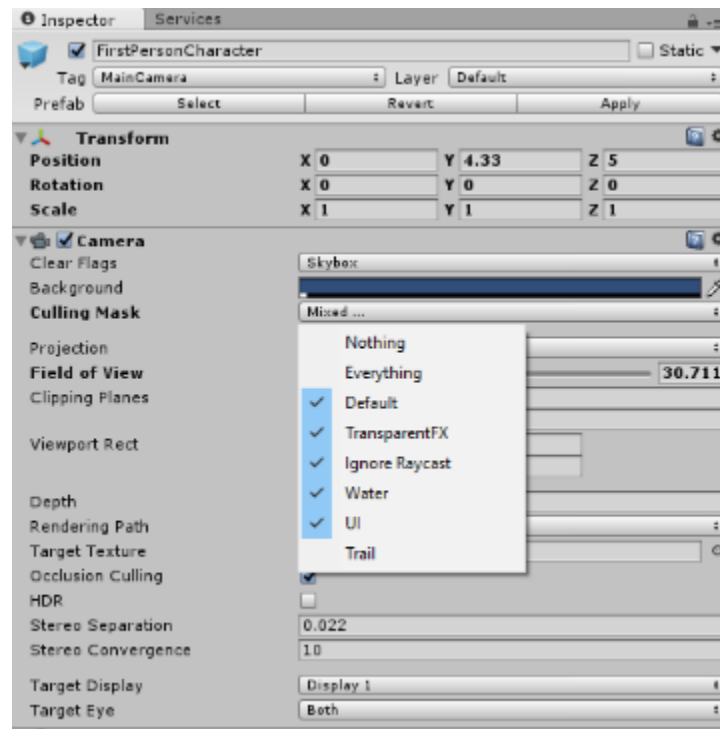 Inspector Services
FirstPersonCharacter Static
Tag MainCamera Layer Default
Prefab Select Revert Apply
Transform
Position X 0 Y 4.33 Z 5
Rotation X 0 Y 0 Z 0
Scale X 1 Y 1 Z 1
Camera
Clear Flags Skybox
Background
Culling Mask Mixed ...
Nothing
Projection
Everything
Field of View 30.711
Clipping Planes
Default
TransparentFX
Viewport Rect
Ignore Raycast
Water
Depth
UI
Rendering Path
Target Texture
Trail
Occlusion Culling
HDR
Stereo Separation 0.022
Stereo Convergence 10
Target Display Display 1
Target Eye Both